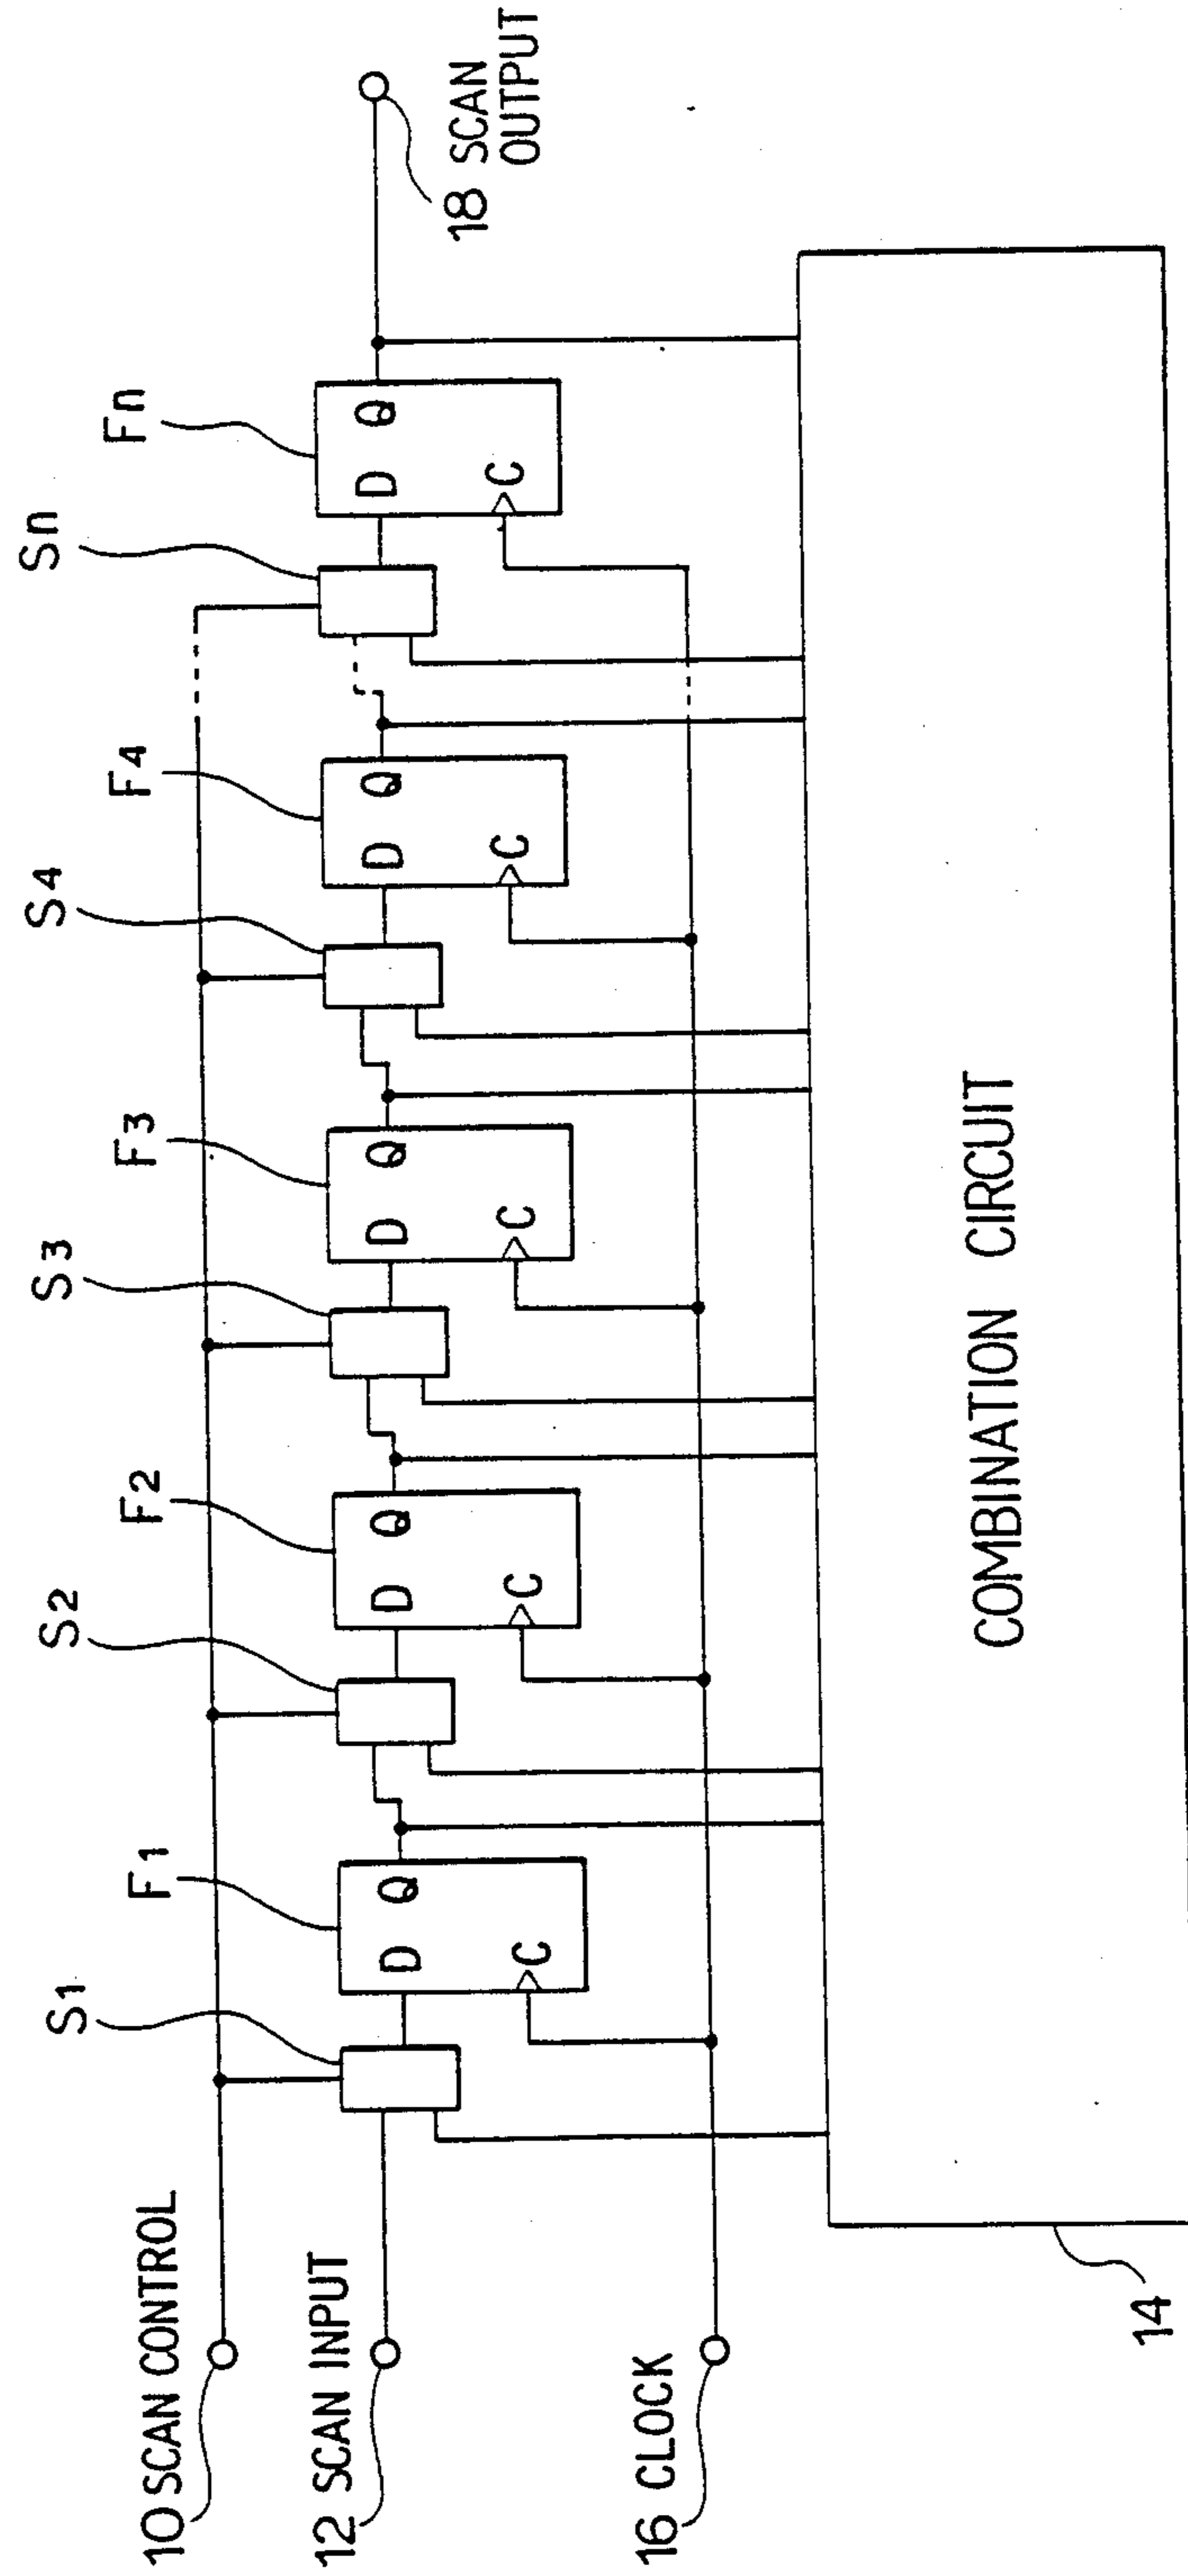 10 SCAN CONTROL
12 SCAN INPUT
16 CLOCK
14
S1
F1
S2
F2
S3
F3
S4
F4
Sn
Fn
D Q
C
D Q
C
D Q
C
D Q
C
D Q
C
18 SCAN
OUTPUT
COMBINATION CIRCUIT